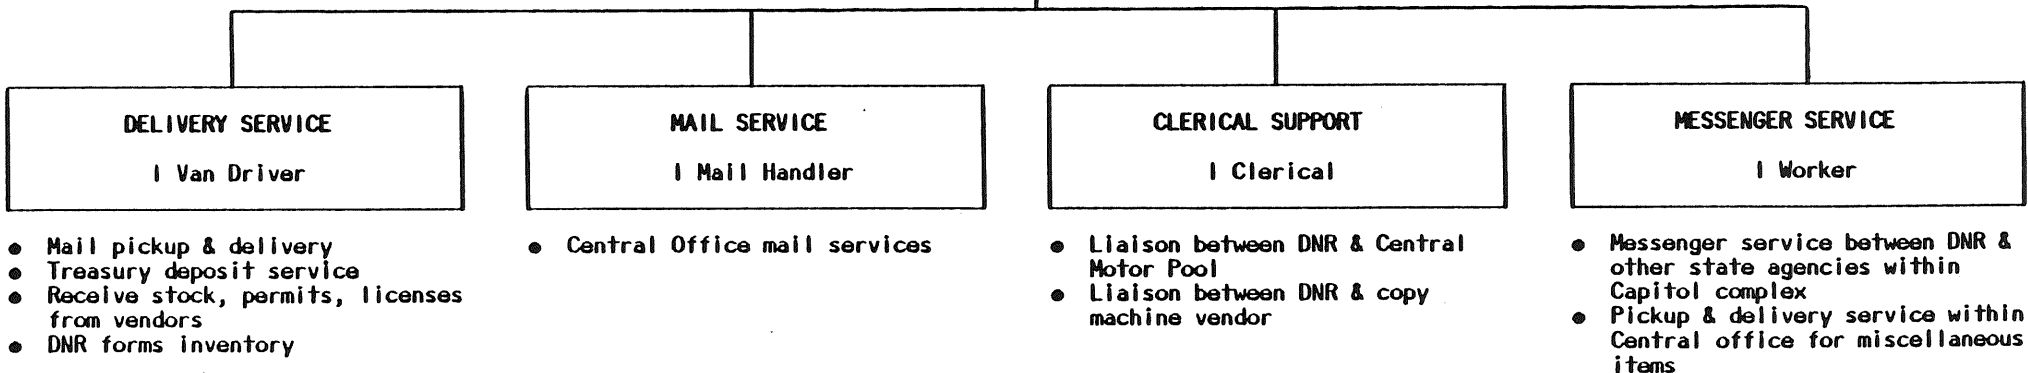 DELIVERY SERVICE
1 Van Driver
• Mail pickup & delivery
• Treasury deposit service
• Receive stock, permits, licenses
from vendors
• DNR forms inventory
MAIL SERVICE
1 Mail Handler
• Central Office mail services
CLERICAL SUPPORT
1 Clerical
• Liaison between DNR & Central
Motor Pool
• Liaison between DNR & copy
machine vendor
MESSENGER SERVICE
1 Worker
• Messenger service between DNR &
other state agencies within
Capitol complex
• Pickup & delivery service within
Central office for miscellaneous
items